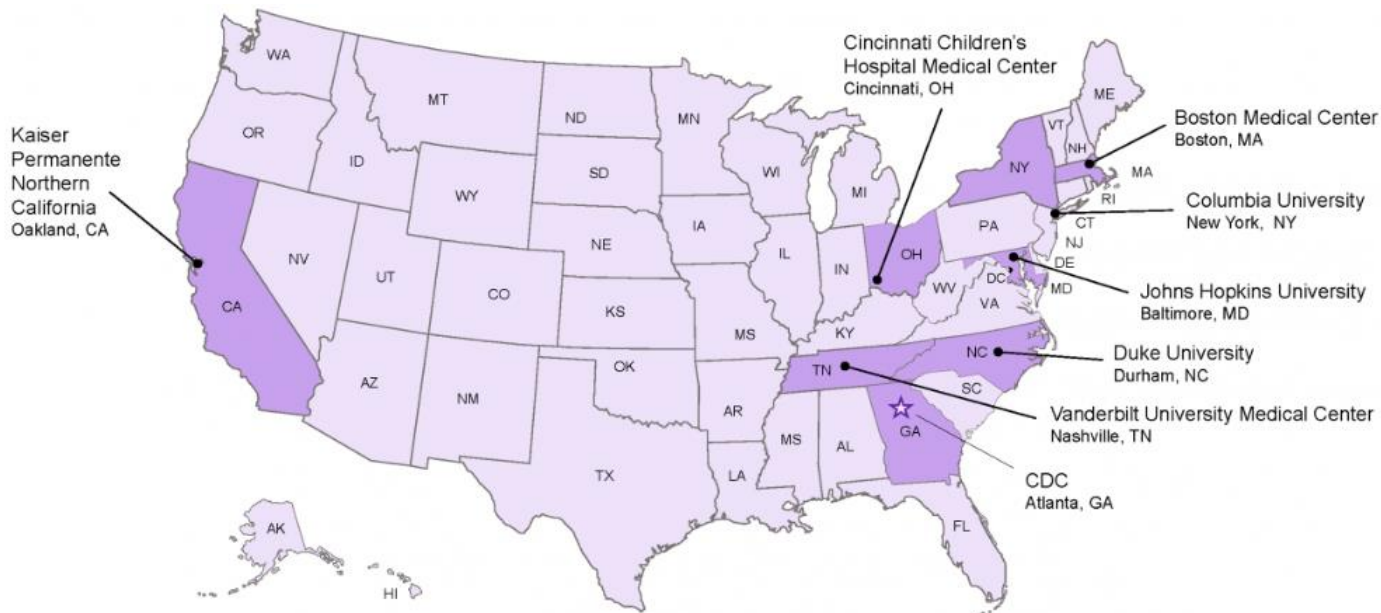 Cincinnati Children's
Hospital Medical Center
Cincinnati, OH
Boston Medical Center
Boston, MA
Columbia University
New York, NY
Johns Hopkins University
Baltimore, MD
Duke University
Durham, NC
Vanderbilt University Medical Center
Nashville, TN
CDC
Atlanta, GA
Kaiser
Permanente
Northern
California
Oakland, CA
WA
OR
CA
NV
ID
MT
WY
UT
AZ
CO
NM
ND
SD
NE
KS
OK
TX
MN
IA
MS
AR
LA
WI
IL
MI
IN
OH
KY
TN
MS
AL
GA
FL
SC
NC
VA
WV
DC
MD
DE
NJ
PA
NY
CT
RI
MA
VT
NH
ME
AK
HI